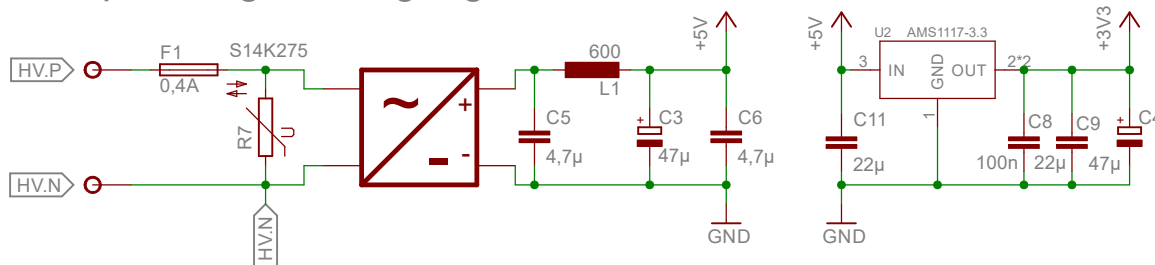 F1
S14K275
HV.P
0,4A
R7
U
HV.N
HV.N
~
+
-
C5
4,7µ
600
L1
+
C3
47µ
C6
4,7µ
+5V
GND
+5V
U2
AMS1117-3.3
3
IN
GND
OUT
2*2
1
+3V3
C11
22µ
C8
100n
C9
22µ
+
C4
47µ
GND